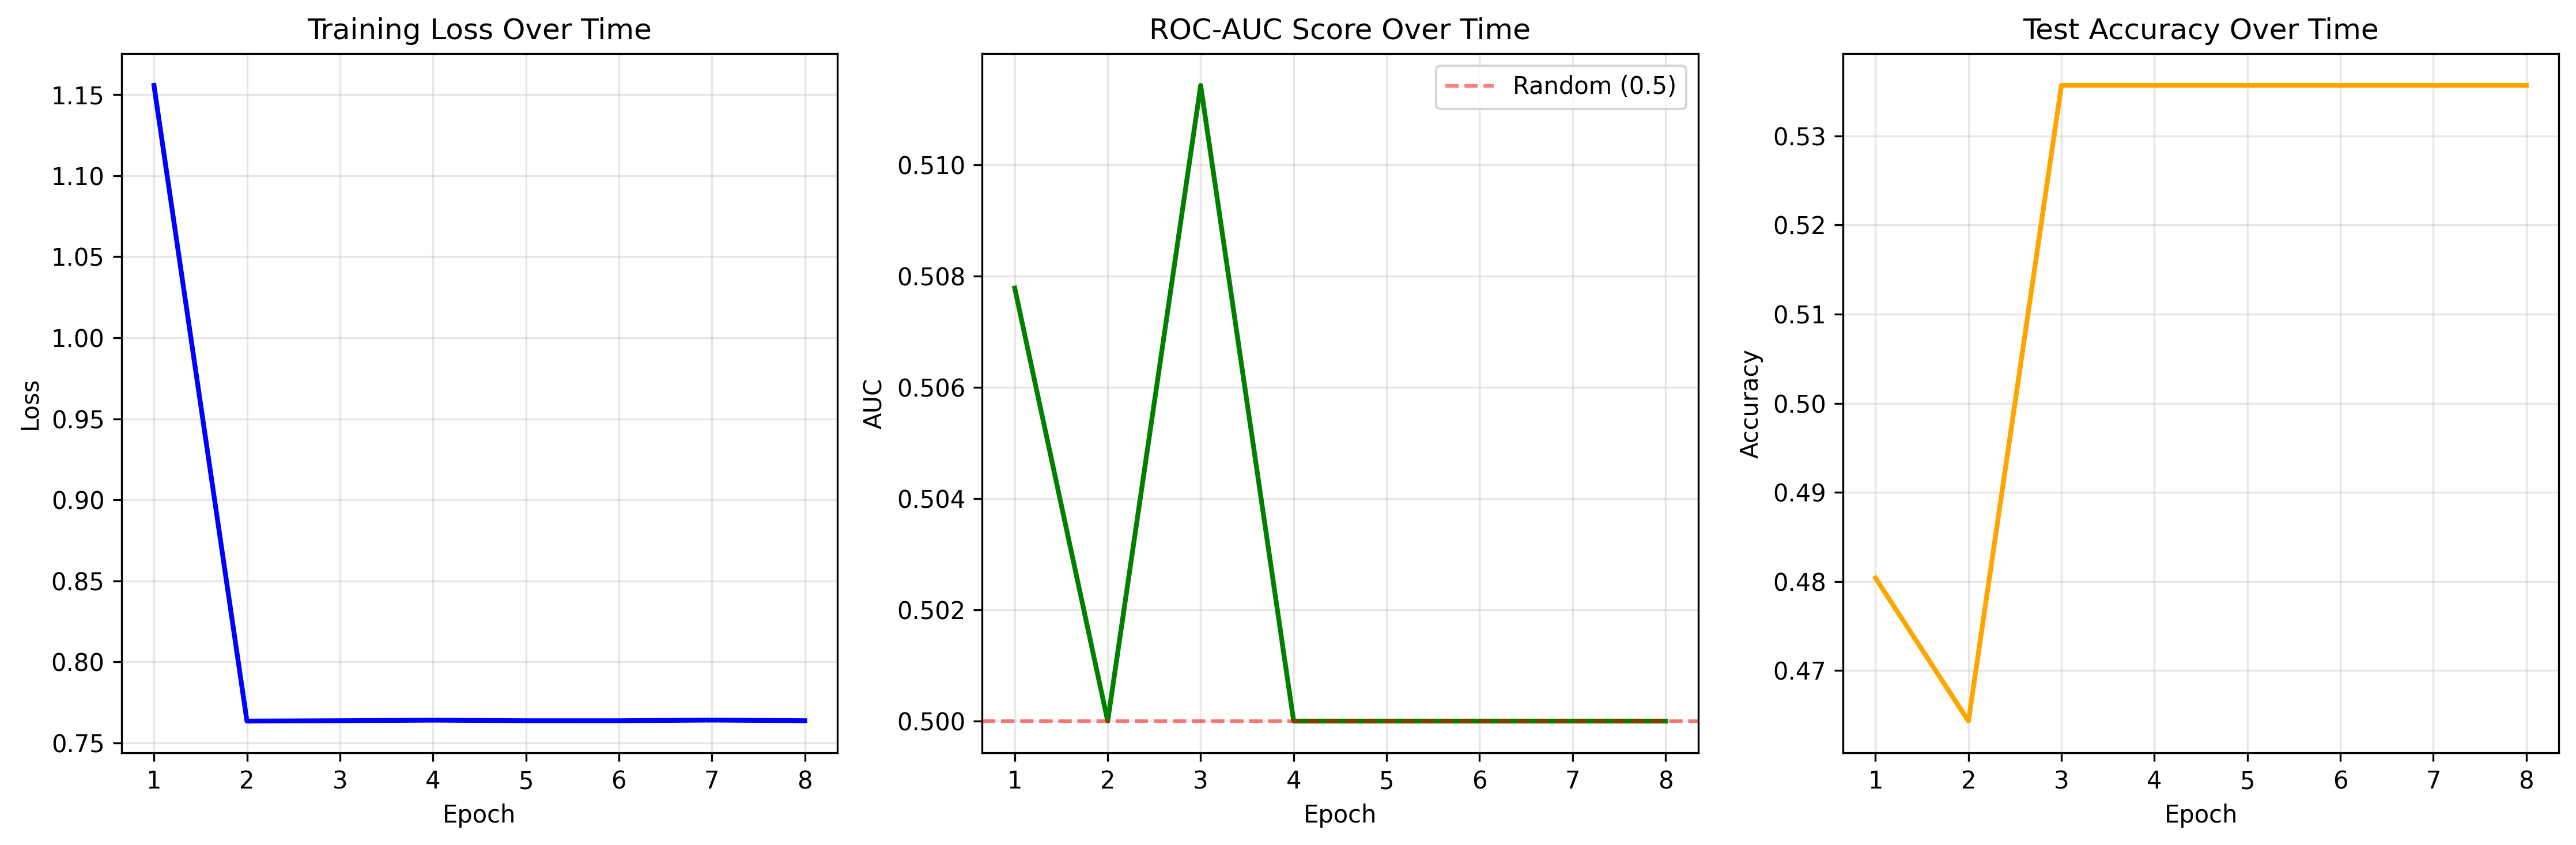 Training Loss Over Time
1.15
1.10
1.05
1.00
0.95
0.90
0.85
0.80
0.75
Loss
1 2 3 4 5 6 7 8
Epoch
ROC-AUC Score Over Time
Random (0.5)
0.510
0.508
0.506
0.504
0.502
0.500
AUC
1 2 3 4 5 6 7 8
Epoch
Test Accuracy Over Time
0.53
0.52
0.51
0.50
0.49
0.48
0.47
Accuracy
1 2 3 4 5 6 7 8
Epoch